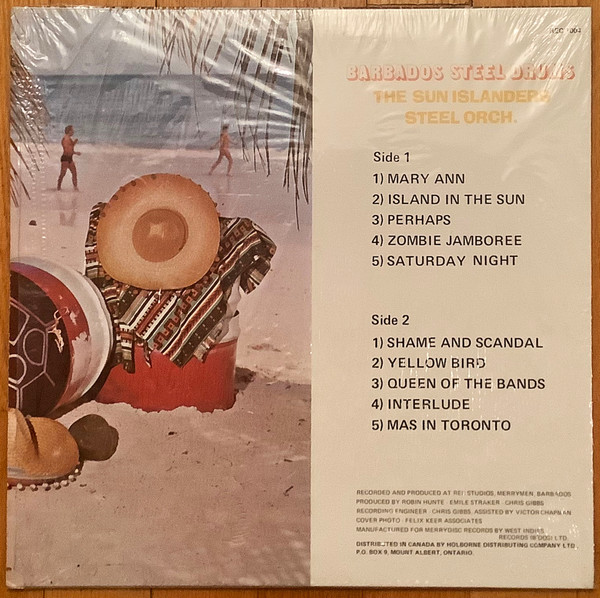 BARBADOS STEEL DRUMS
THE SUN ISLANDERS
STEEL ORCH.
Side 1
1) MARY ANN
2) ISLAND IN THE SUN
3) PERHAPS
4) ZOMBIE JAMBOREE
5) SATURDAY NIGHT
Side 2
1) SHAME AND SCANDAL
2) YELLOW BIRD
3) QUEEN OF THE BANDS
4) INTERLUDE
5) MAS IN TORONTO
RECORDED AND PRODUCED AT STUDIOS, MERRYMEN, BARBADOS
PRODUCED BY ROBIN HUNTE · EMILE STRAKER · CHRIS GIBBS
RECORDING ENGINEER · CHRIS GIBBS, ASSISTED BY VICTOR CHAPMAN
COVER PHOTO · FELIX KEER ASSOCIATES
MANUFACTURED FOR MERRYDISC RECORDS BY WEST INDIES
RECORDS (B'DOS) LTD.
DISTRIBUTED IN CANADA BY HOLBORNE DISTRIBUTING COMPANY LTD.
P.O. BOX 9, MOUNT ALBERT, ONTARIO.